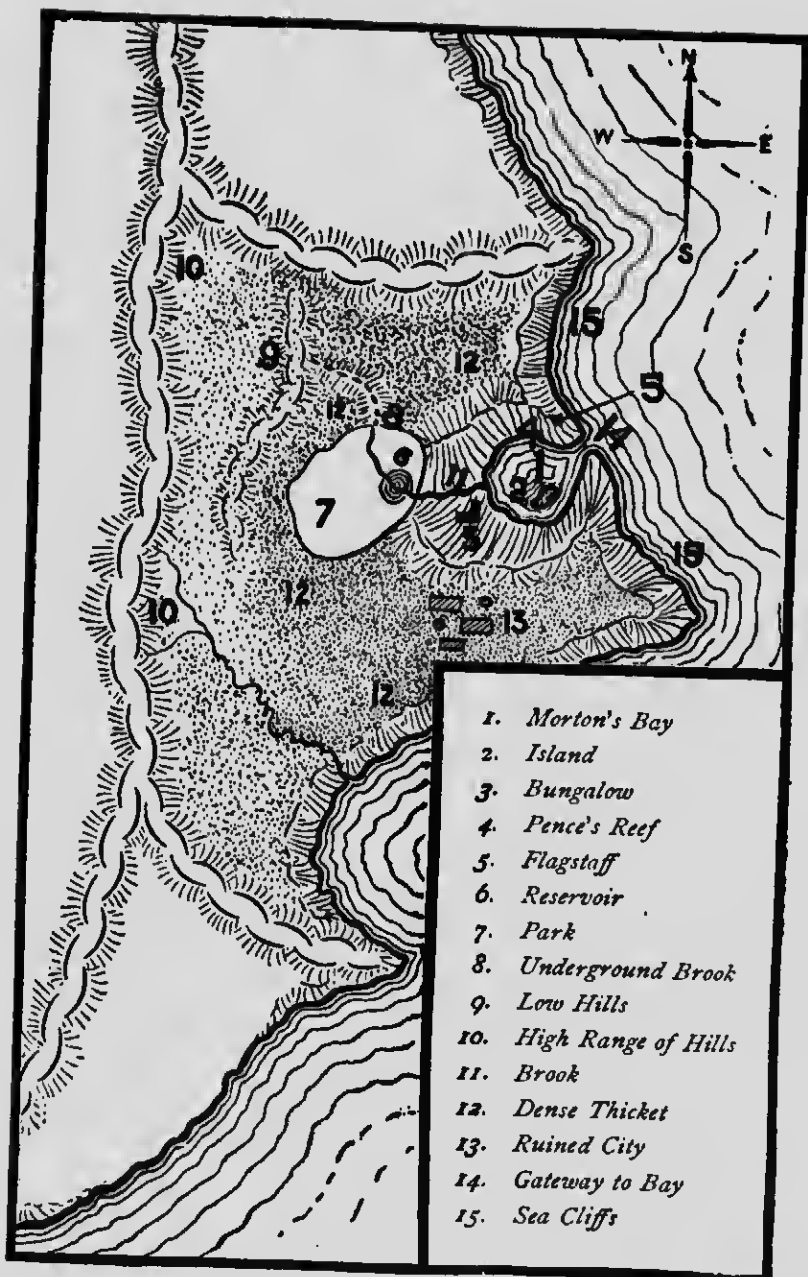 N
W E
S
10
9
15
12
5
12
8
4
14
6
11
1
2
7
3
15
12
10
13
12
1. Morton's Bay
2. Island
3. Bungalow
4. Pence's Reef
5. Flagstaff
6. Reservoir
7. Park
8. Underground Brook
9. Low Hills
10. High Range of Hills
11. Brook
12. Dense Thicket
13. Ruined City
14. Gateway to Bay
15. Sea Cliffs